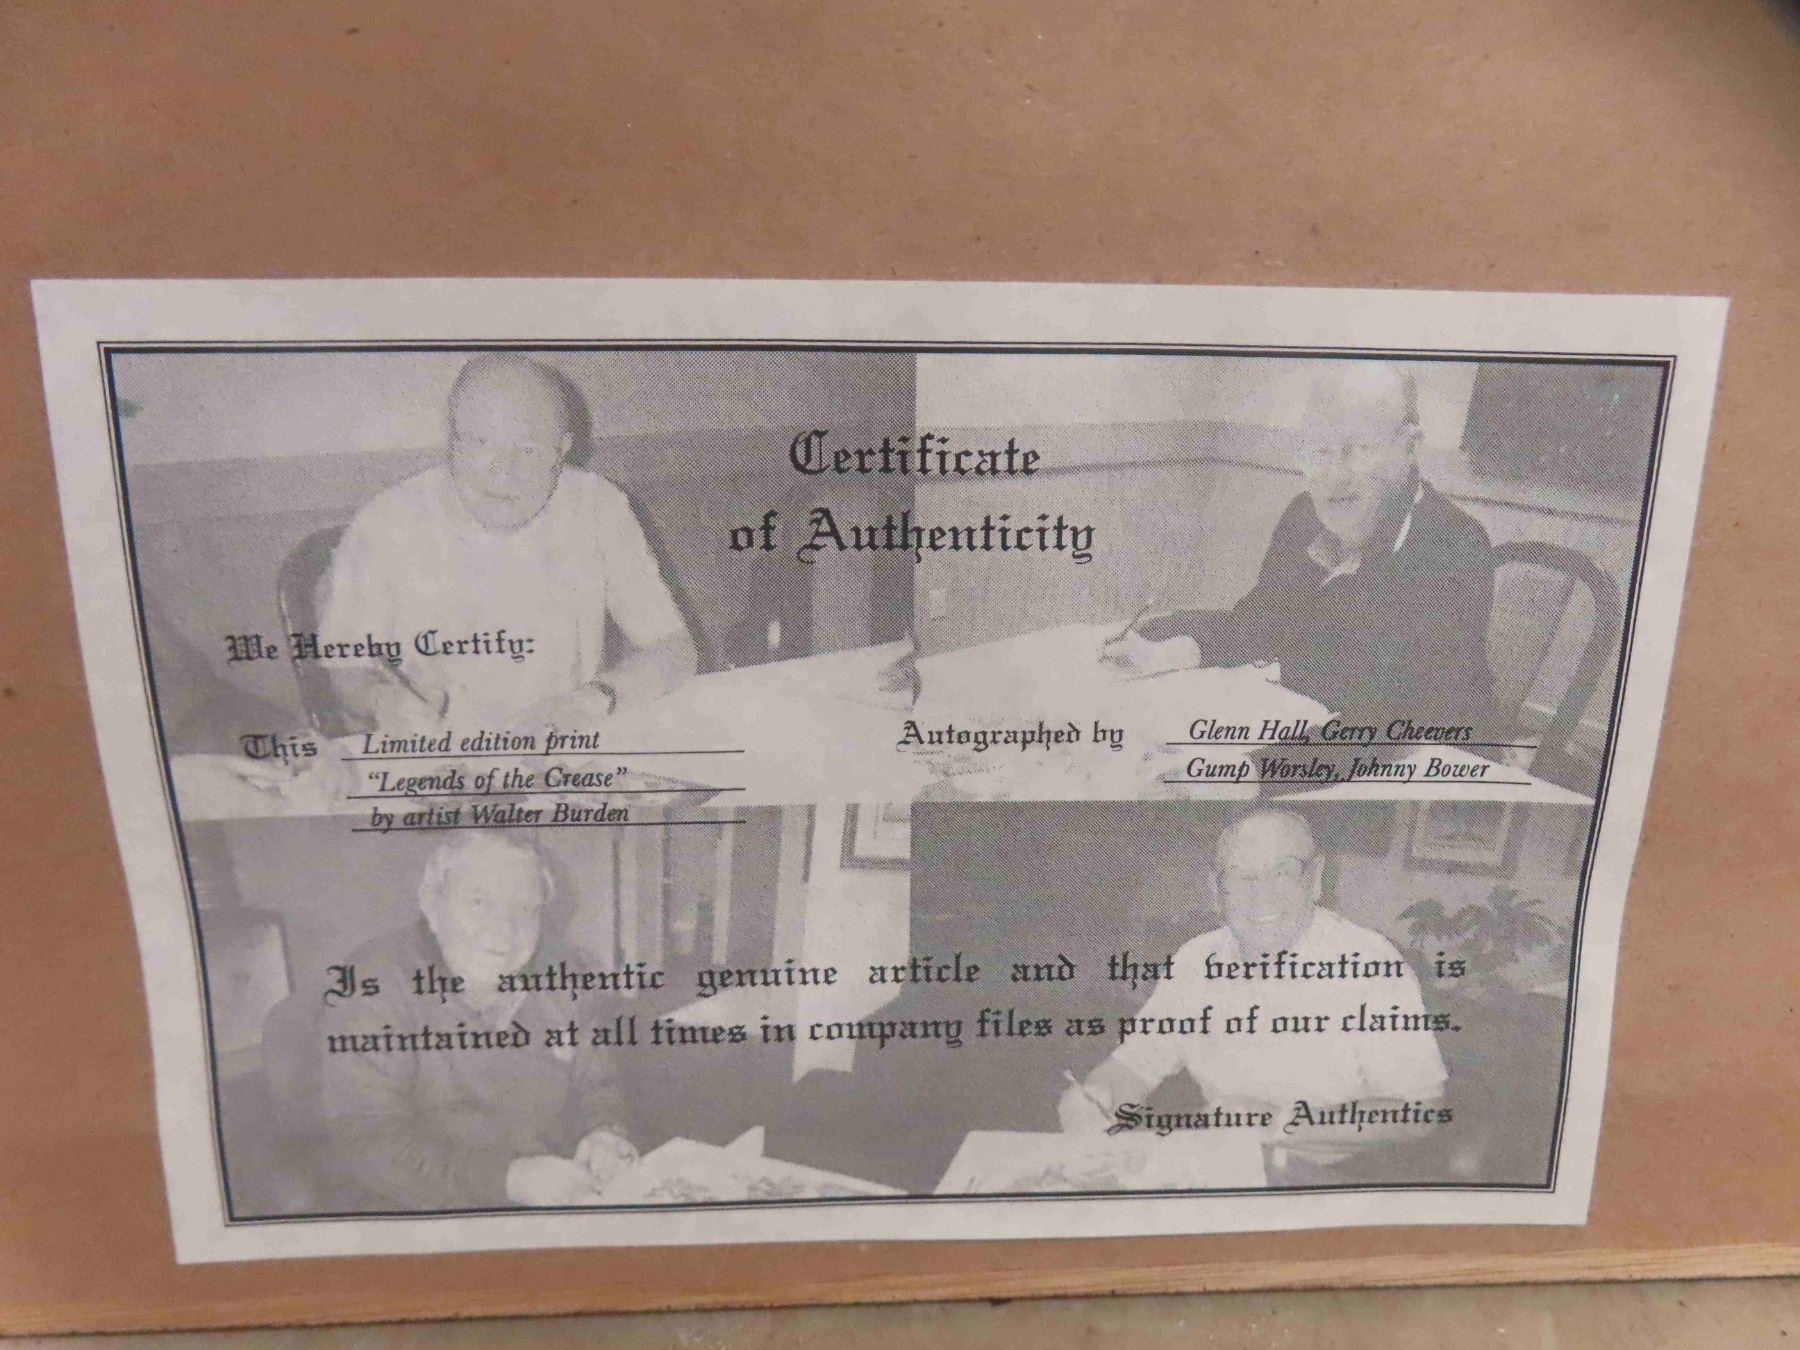 Certificate
of Authenticity
We Hereby Certify:
This Limited edition print
"Legends of the Crease"
by artist Walter Burden
Autographed by Glenn Hall, Gerry Cheevers
Gump Worsley, Johnny Bower
Is the authentic genuine article and that verification is
maintained at all times in company files as proof of our claims.
Signature Authentics